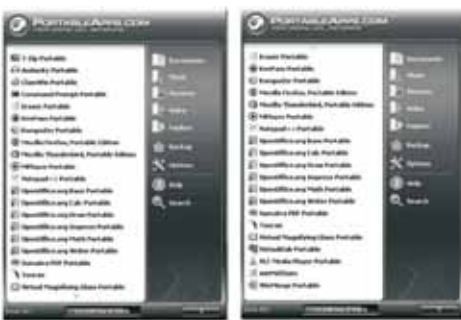 PORTABLEAPPS.COM
7-Zip Portable
Audacity Portable
ClamWin Portable
Command Prompt Portable
Eraser Portable
KeePass Portable
KompoZer Portable
Mozilla Firefox, Portable Edition
Mozilla Thunderbird, Portable Edition
Notepad++ Portable
OpenOffice.org Base Portable
OpenOffice.org Calc Portable
OpenOffice.org Draw Portable
OpenOffice.org Impress Portable
OpenOffice.org Math Portable
OpenOffice.org Writer Portable
Sumatra PDF Portable
Toucan
Virtual Magnifying Glass Portable
Documents
Music
Pictures
Videos
Explore
Backup
Options
Help
Search
PORTABLEAPPS.COM
Eraser Portable
KeePass Portable
KompoZer Portable
Mozilla Firefox, Portable Edition
Mozilla Thunderbird, Portable Edition
Notepad++ Portable
OpenOffice.org Base Portable
OpenOffice.org Calc Portable
OpenOffice.org Draw Portable
OpenOffice.org Impress Portable
OpenOffice.org Math Portable
OpenOffice.org Writer Portable
Sumatra PDF Portable
Toucan
Virtual Magnifying Glass Portable
VirtualDub Portable
VLC Media Player Portable
WinMerge Portable
Documents
Music
Pictures
Videos
Explore
Backup
Options
Help
Search